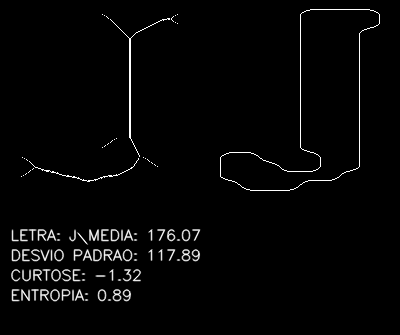 J J
LETRA: J\MEDIA: 176.07
DESVIO PADRAO: 117.89
CURTOSE: -1.32
ENTROPIA: 0.89